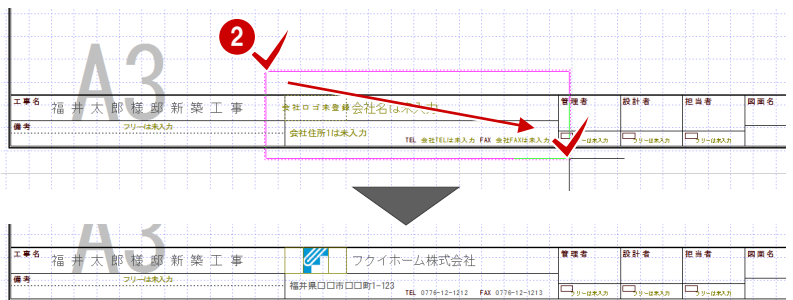 2
A3
工事名 福井太郎様邸新築工事 会社ロゴ未登録 会社名は未入力 管理者 設計者 担当者 図面名
備考 フリーは未入力 会社住所1は未入力 TEL 会社TELは未入力 FAX 会社FAXは未入力 フリーは未入力 フリーは未入力 フリーは未入力
A3
工事名 福井太郎様邸新築工事 フクイホーム株式会社 管理者 設計者 担当者 図面名
備考 フリーは未入力 福井県口口市口口町1-123 TEL 0776-12-1212 FAX 0776-12-1213 フリーは未入力 フリーは未入力 フリーは未入力